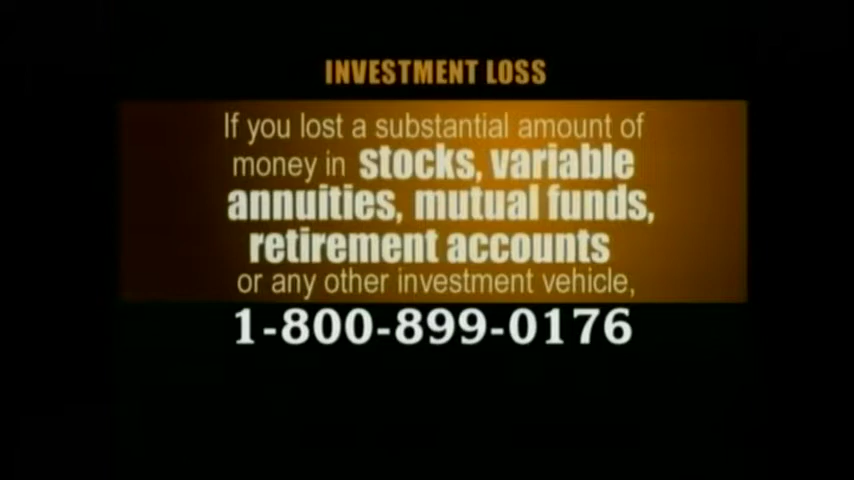 INVESTMENT LOSS
If you lost a substantial amount of
money in stocks, variable
annuities, mutual funds,
retirement accounts
or any other investment vehicle,
1-800-899-0176